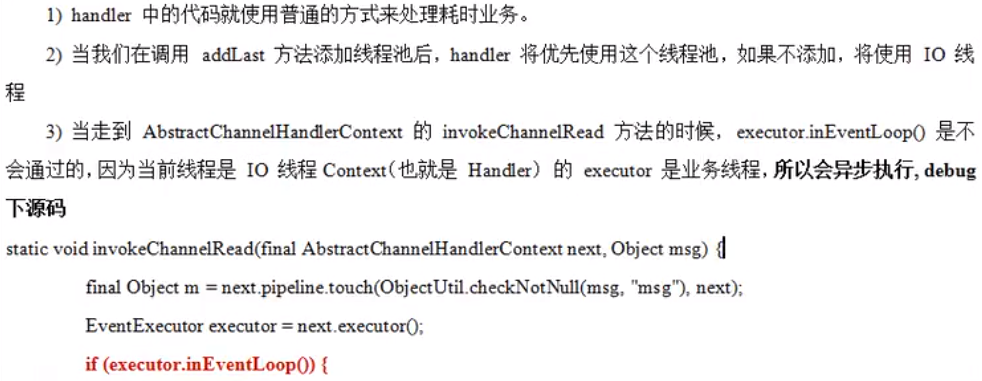 1) handler 中的代码就使用普通的方式来处理耗时业务。
2) 当我们在调用 addLast 方法添加线程池后，handler 将优先使用这个线程池，如果不添加，将使用 IO 线
程
3) 当走到 AbstractChannelHandlerContext 的 invokeChannelRead 方法的时候，executor.inEventLoop() 是不
会通过的，因为当前线程是 IO 线程 Context（也就是 Handler） 的 executor 是业务线程，所以会异步执行, debug
下源码
static void invokeChannelRead(final AbstractChannelHandlerContext next, Object msg) {
final Object m = next.pipeline.touch(ObjectUtil.checkNotNull(msg, "msg"), next);
EventExecutor executor = next.executor();
if (executor.inEventLoop()) {